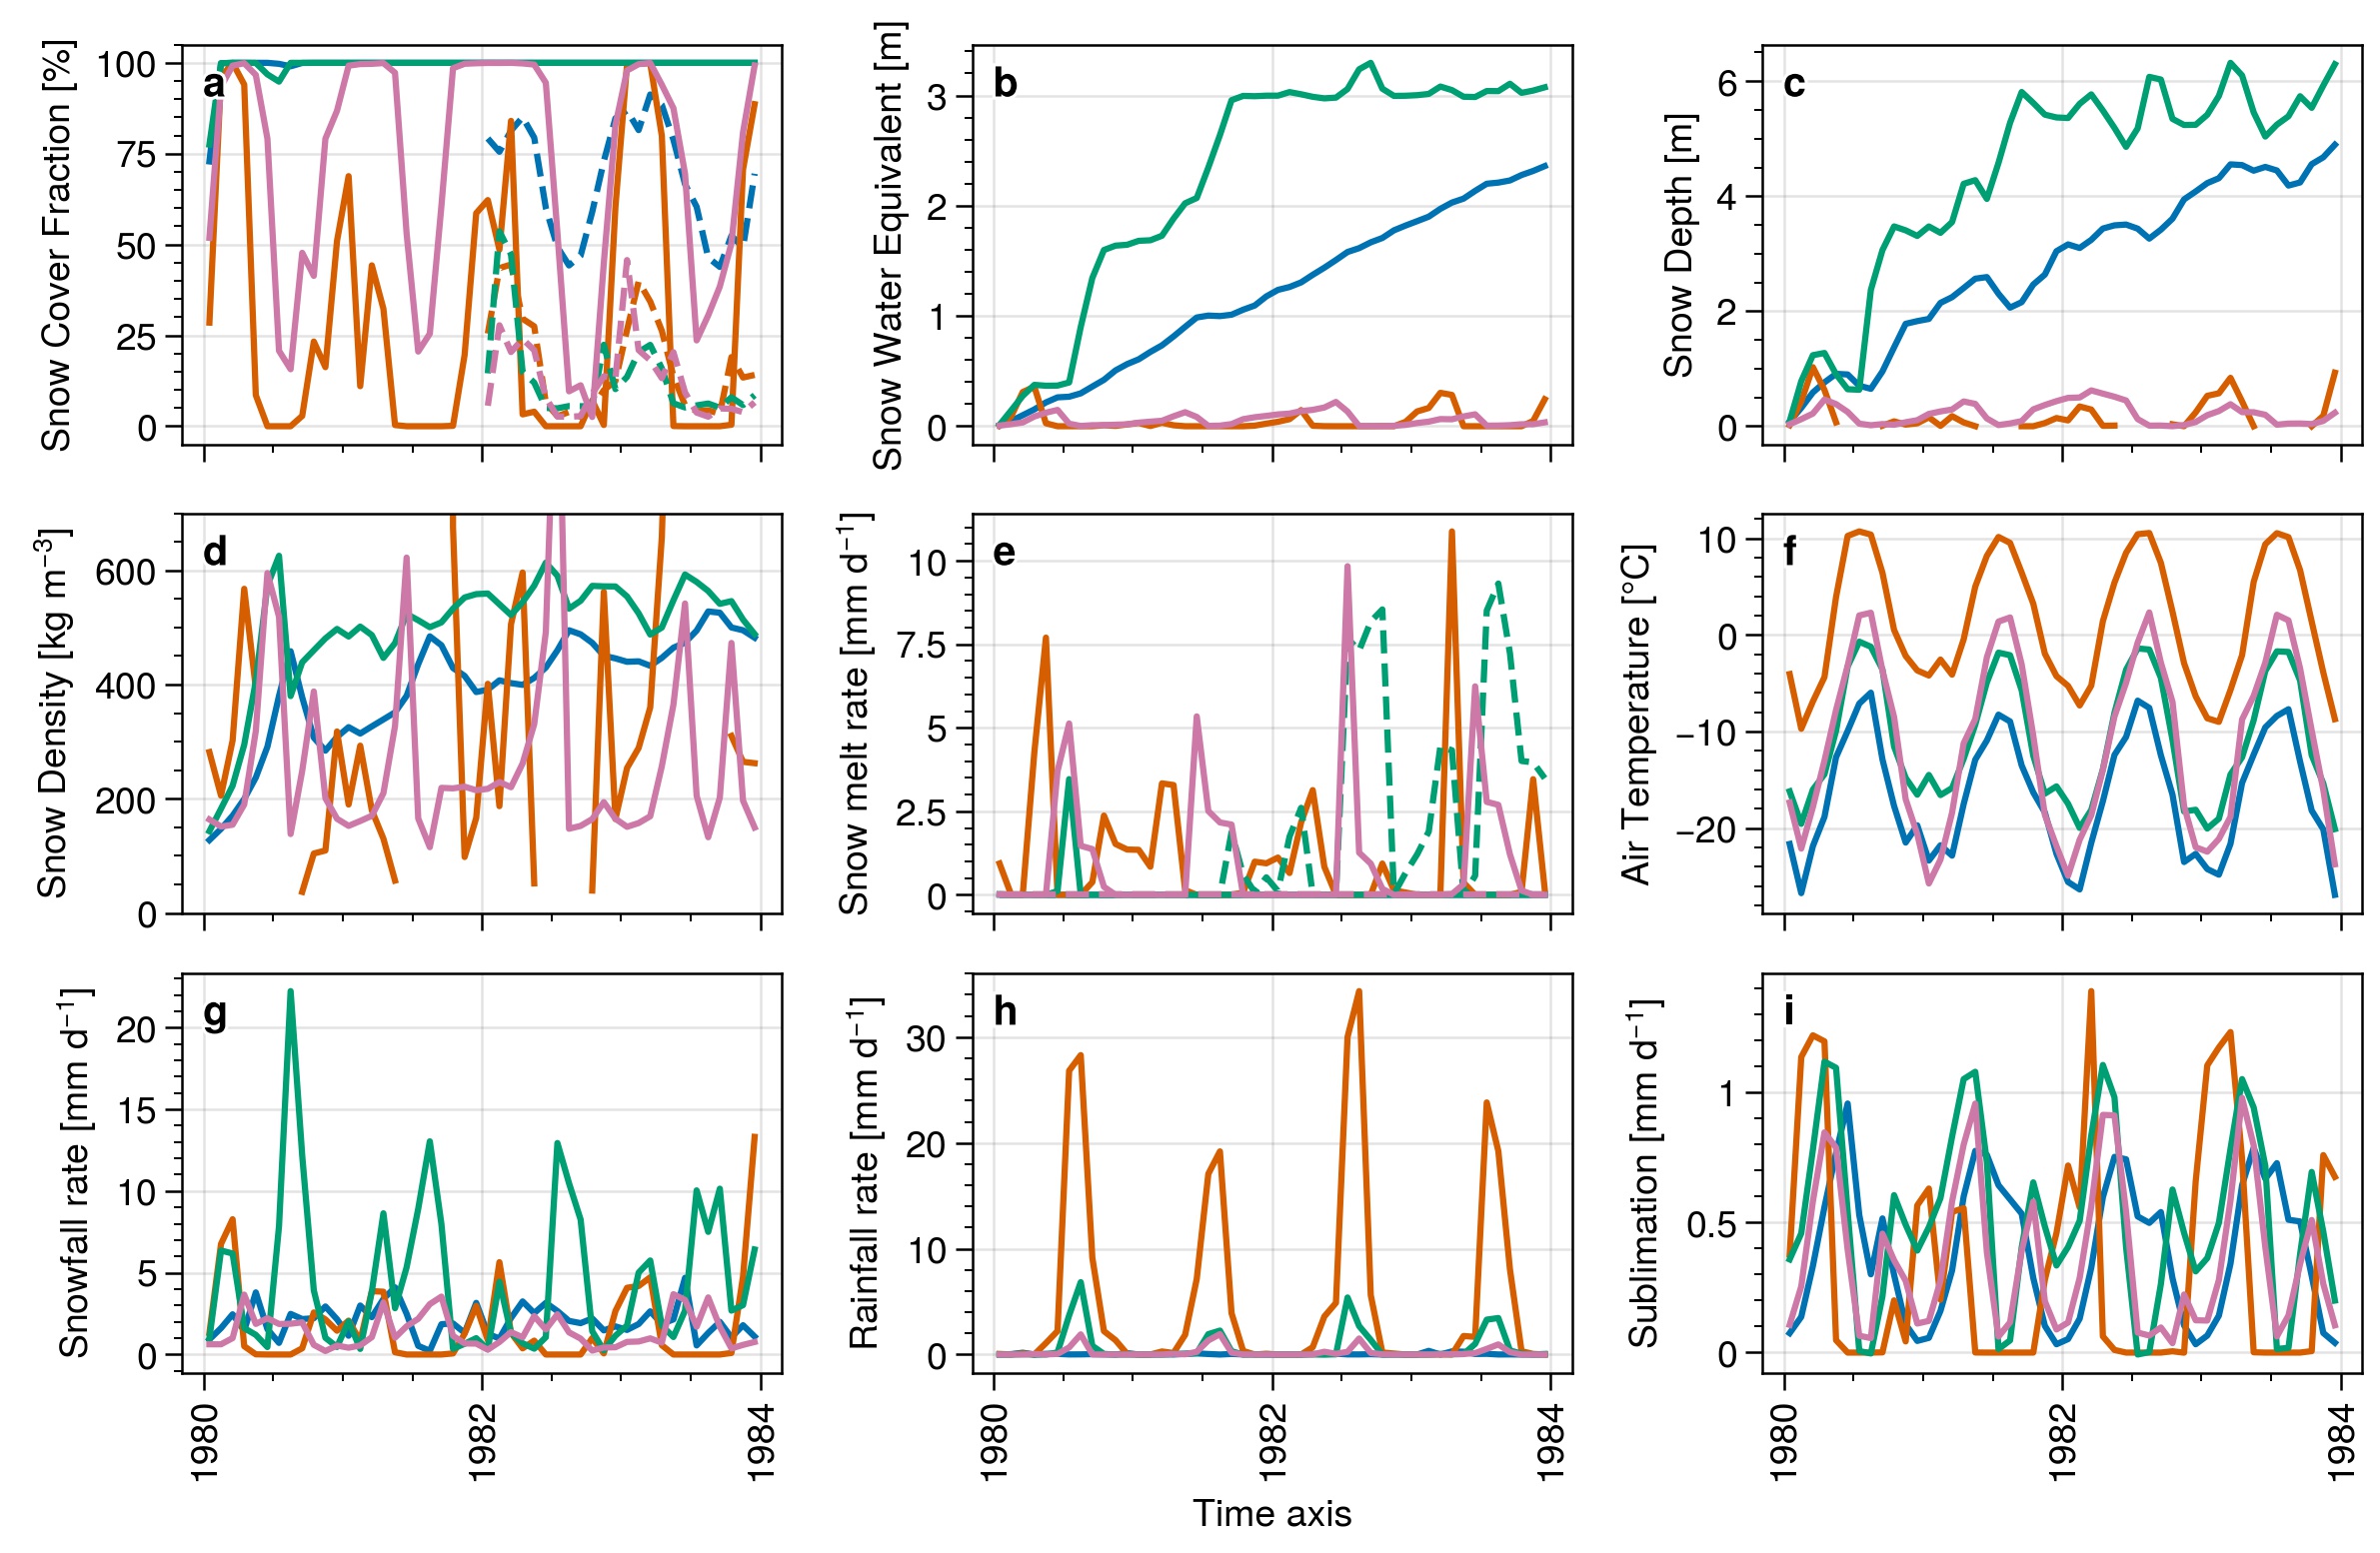 Snow Cover Fraction [%]
100
75
50
25
0
a
Snow Water Equivalent [m]
3
2
1
0
b
Snow Depth [m]
6
4
2
0
c
Snow Density [kg m⁻³]
600
400
200
0
d
Snow melt rate [mm d⁻¹]
10
7.5
5
2.5
0
e
Air Temperature [°C]
10
0
−10
−20
f
Snowfall rate [mm d⁻¹]
20
15
10
5
0
g
1980
1982
1984
Rainfall rate [mm d⁻¹]
30
20
10
0
h
1980
1982
1984
Sublimation [mm d⁻¹]
1
0.5
0
i
1980
1982
1984
Time axis